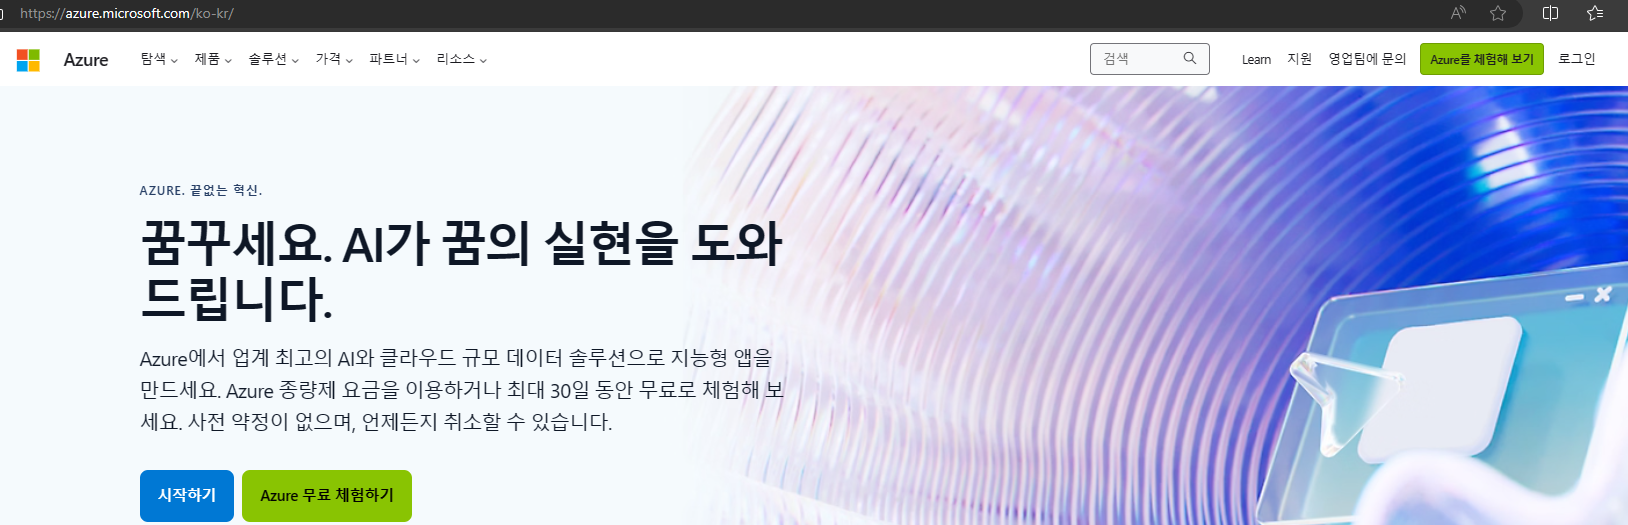 https://azure.microsoft.com/ko-kr/
Azure 탐색 제품 솔루션 가격 파트너 리소스 검색 Learn 지원 영업팀에 문의 Azure를 체험해 보기 로그인
AZURE. 끝없는 혁신.
꿈꾸세요. AI가 꿈의 실현을 도와
드립니다.
Azure에서 업계 최고의 AI와 클라우드 규모 데이터 솔루션으로 지능형 앱을
만드세요. Azure 종량제 요금을 이용하거나 최대 30일 동안 무료로 체험해 보
세요. 사전 약정이 없으며, 언제든지 취소할 수 있습니다.
시작하기 Azure 무료 체험하기